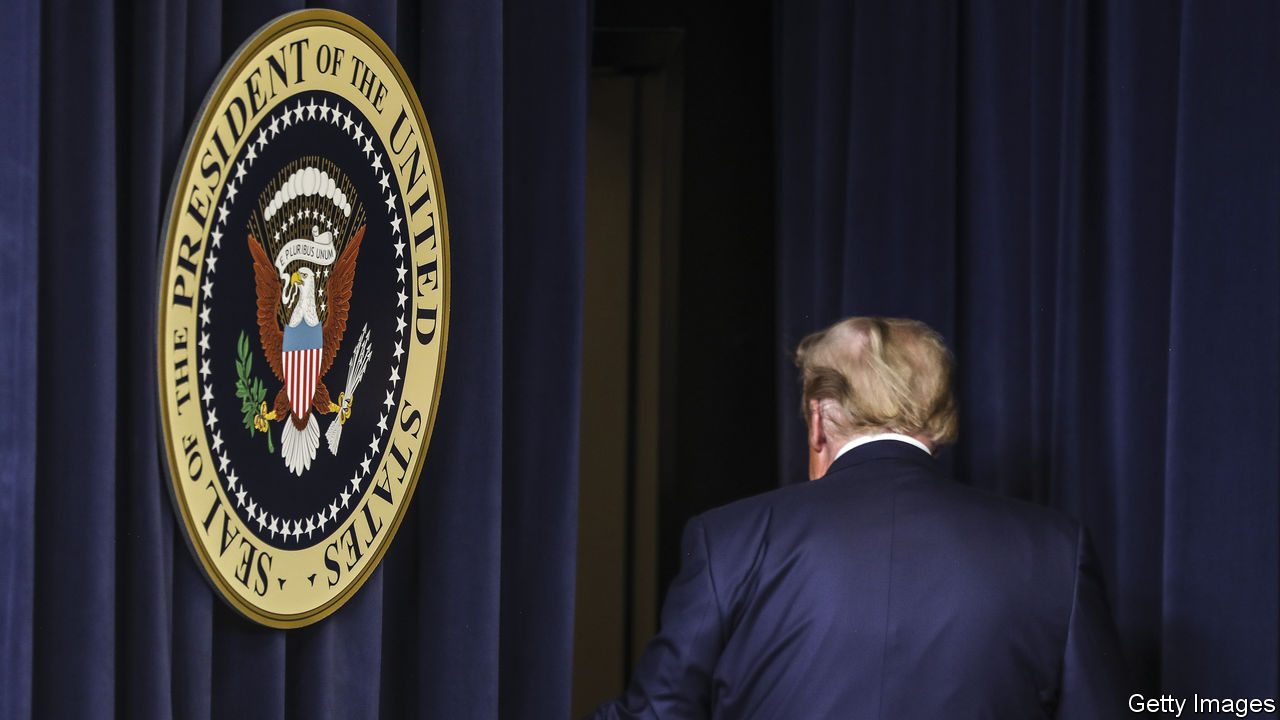 SEAL OF THE PRESIDENT OF THE UNITED STATES
E PLURIBUS UNUM
Getty Images